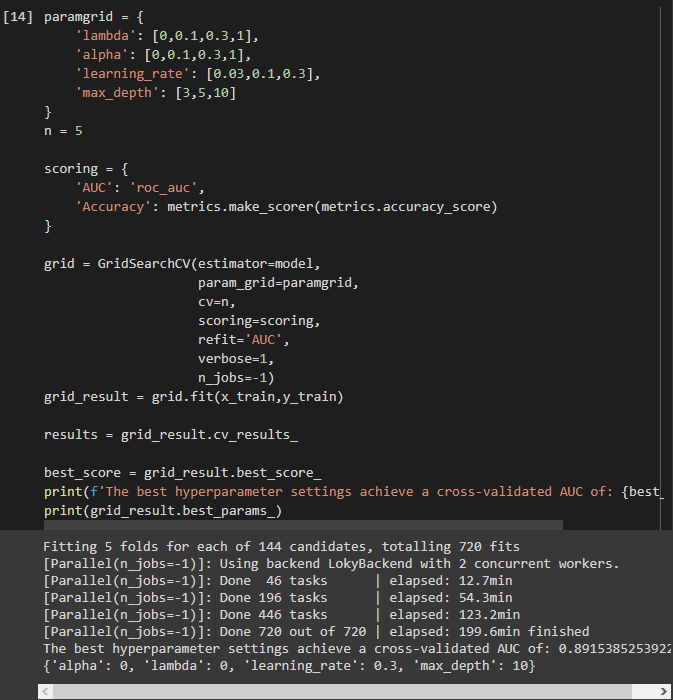 [14] paramgrid = {
    'lambda': [0,0.1,0.3,1],
    'alpha': [0,0.1,0.3,1],
    'learning_rate': [0.03,0.1,0.3],
    'max_depth': [3,5,10]
}
n = 5
scoring = {
    'AUC': 'roc_auc',
    'Accuracy': metrics.make_scorer(metrics.accuracy_score)
}
grid = GridSearchCV(estimator=model,
                    param_grid=paramgrid,
                    cv=n,
                    scoring=scoring,
                    refit='AUC',
                    verbose=1,
                    n_jobs=-1)
grid_result = grid.fit(x_train,y_train)
results = grid_result.cv_results_
best_score = grid_result.best_score_
print(f'The best hyperparameter settings achieve a cross-validated AUC of: {best_
print(grid_result.best_params_)
Fitting 5 folds for each of 144 candidates, totalling 720 fits
[Parallel(n_jobs=-1)]: Using backend LokyBackend with 2 concurrent workers.
[Parallel(n_jobs=-1)]: Done  46 tasks      | elapsed: 12.7min
[Parallel(n_jobs=-1)]: Done 196 tasks      | elapsed: 54.3min
[Parallel(n_jobs=-1)]: Done 446 tasks      | elapsed: 123.2min
[Parallel(n_jobs=-1)]: Done 720 out of 720 | elapsed: 199.6min finished
The best hyperparameter settings achieve a cross-validated AUC of: 0.8915385253922
{'alpha': 0, 'lambda': 0, 'learning_rate': 0.3, 'max_depth': 10}